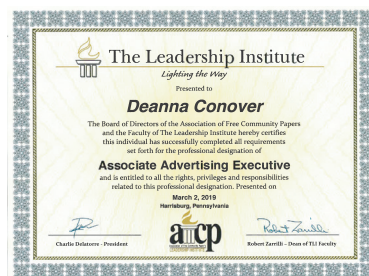 The Leadership Institute
Lighting the Way
Presented to
Deanna Conover
The Board of Directors of the Association of Free Community Papers
and the Faculty of The Leadership Institute hereby certifies
this individual has successfully completed all requirements
set forth for the professional designation of
Associate Advertising Executive
and is entitled to all the rights, privileges and responsibilities
related to this professional designation. Presented on
March 2, 2019
Harrisburg, Pennsylvania
afcp
Robert Zarrilli
Charlie Delatorre - President
Robert Zarrilli – Dean of TLI Faculty